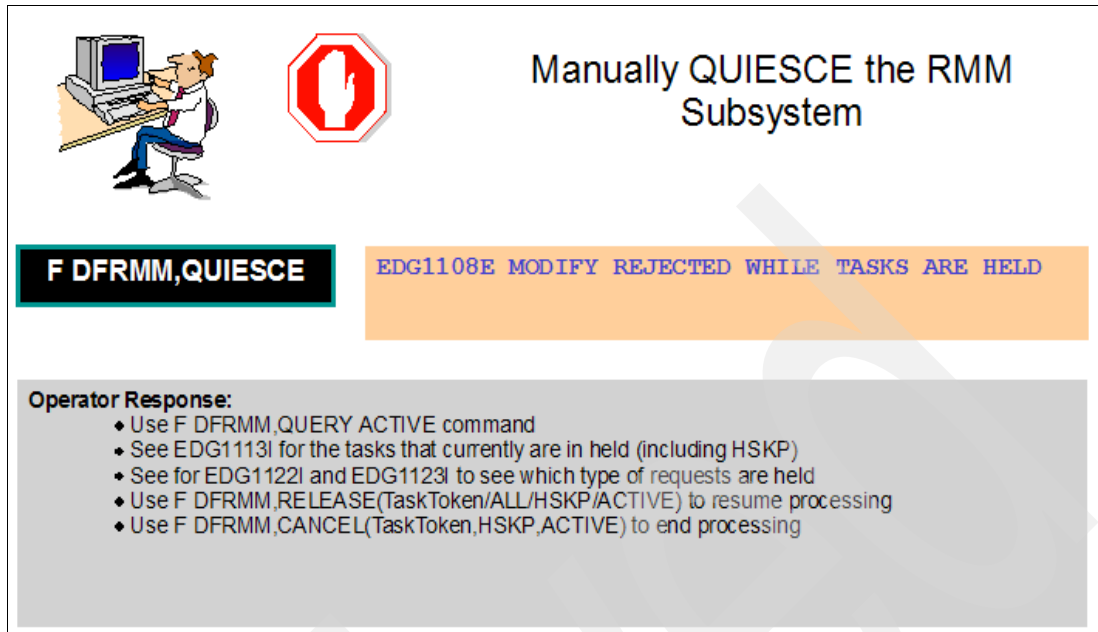 Manually QUIESCE the RMM
Subsystem
F DFRMM,QUIESCE
EDG1108E MODIFY REJECTED WHILE TASKS ARE HELD
Operator Response:
◆ Use F DFRMM,QUERY ACTIVE command
◆ See EDG1113I for the tasks that currently are in held (including HSKP)
◆ See for EDG1122I and EDG1123I to see which type of requests are held
◆ Use F DFRMM,RELEASE(TaskToken/ALL/HSKP/ACTIVE) to resume processing
◆ Use F DFRMM,CANCEL(TaskToken,HSKP,ACTIVE) to end processing